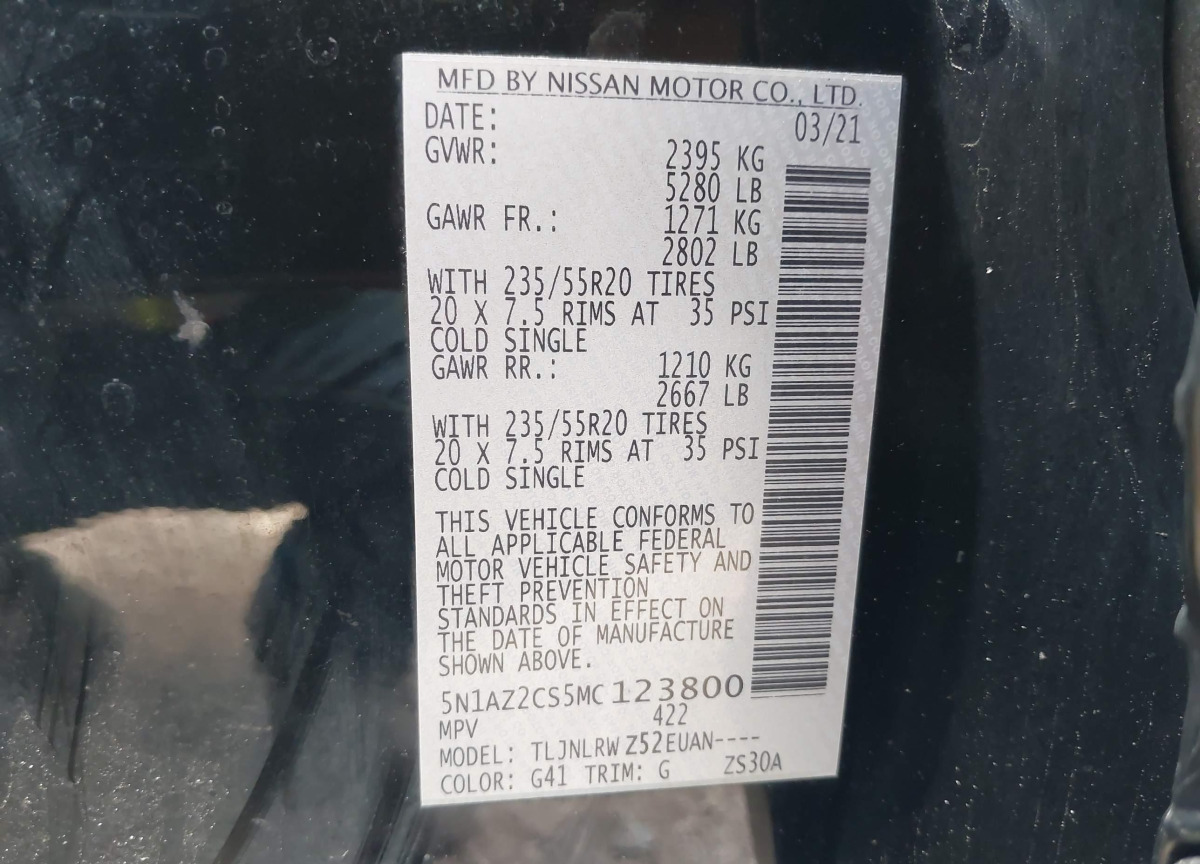 MFD BY NISSAN MOTOR CO., LTD.
DATE: 03/21
GVWR: 2395 KG
5280 LB
GAWR FR.: 1271 KG
2802 LB
WITH 235/55R20 TIRES
20 X 7.5 RIMS AT 35 PSI
COLD SINGLE
GAWR RR.: 1210 KG
2667 LB
WITH 235/55R20 TIRES
20 X 7.5 RIMS AT 35 PSI
COLD SINGLE
THIS VEHICLE CONFORMS TO
ALL APPLICABLE FEDERAL
MOTOR VEHICLE SAFETY AND
THEFT PREVENTION
STANDARDS IN EFFECT ON
THE DATE OF MANUFACTURE
SHOWN ABOVE.
5N1AZ2CS5MC123800
MPV 422
MODEL: TLJNLRW Z52EUAN----
COLOR: G41 TRIM: G ZS30A